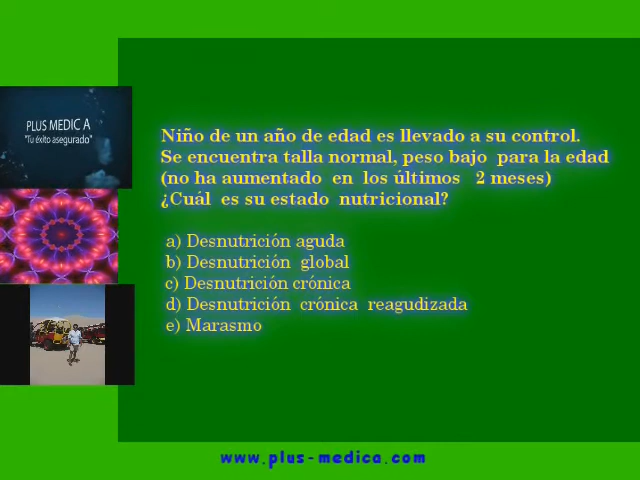 PLUS MEDIC A
"Tu éxito asegurado"
Niño de un año de edad es llevado a su control.
Se encuentra talla normal, peso bajo para la edad
(no ha aumentado en los últimos 2 meses)
¿Cuál es su estado nutricional?
a) Desnutrición aguda
b) Desnutrición global
c) Desnutrición crónica
d) Desnutrición crónica reagudizada
e) Marasmo
www.plus-medica.com